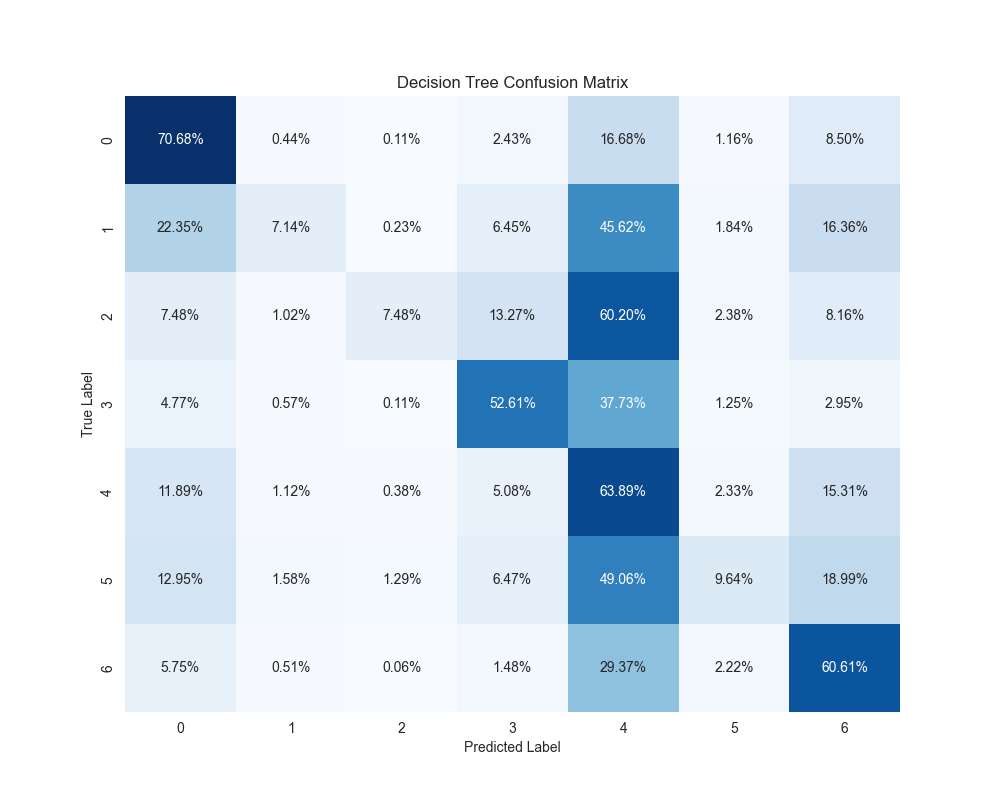 Decision Tree Confusion Matrix
0 70.68% 0.44% 0.11% 2.43% 16.68% 1.16% 8.50%
1 22.35% 7.14% 0.23% 6.45% 45.62% 1.84% 16.36%
2 7.48% 1.02% 7.48% 13.27% 60.20% 2.38% 8.16%
True Label
3 4.77% 0.57% 0.11% 52.61% 37.73% 1.25% 2.95%
4 11.89% 1.12% 0.38% 5.08% 63.89% 2.33% 15.31%
5 12.95% 1.58% 1.29% 6.47% 49.06% 9.64% 18.99%
6 5.75% 0.51% 0.06% 1.48% 29.37% 2.22% 60.61%
0 1 2 3 4 5 6
Predicted Label